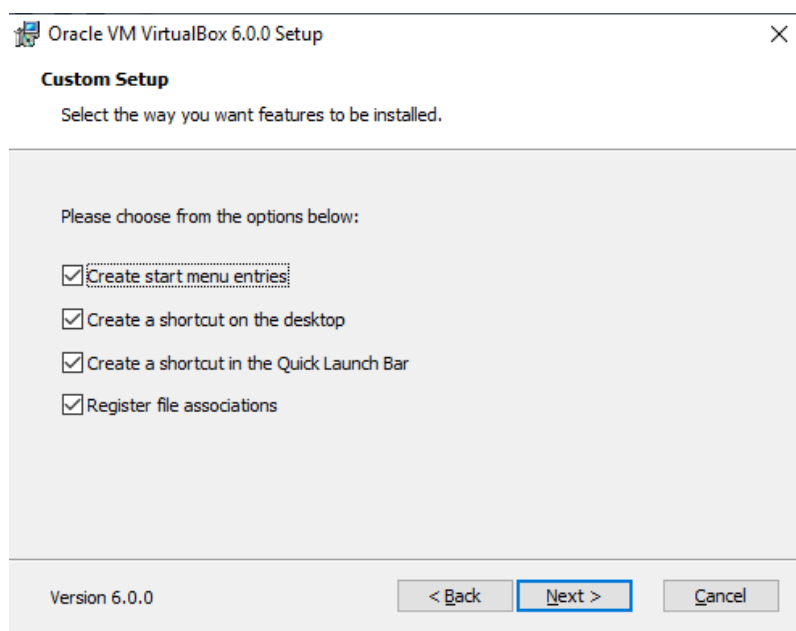 Oracle VM VirtualBox 6.0.0 Setup
Custom Setup
Select the way you want features to be installed.
Please choose from the options below:
Create start menu entries
Create a shortcut on the desktop
Create a shortcut in the Quick Launch Bar
Register file associations
Version 6.0.0
< Back
Next >
Cancel